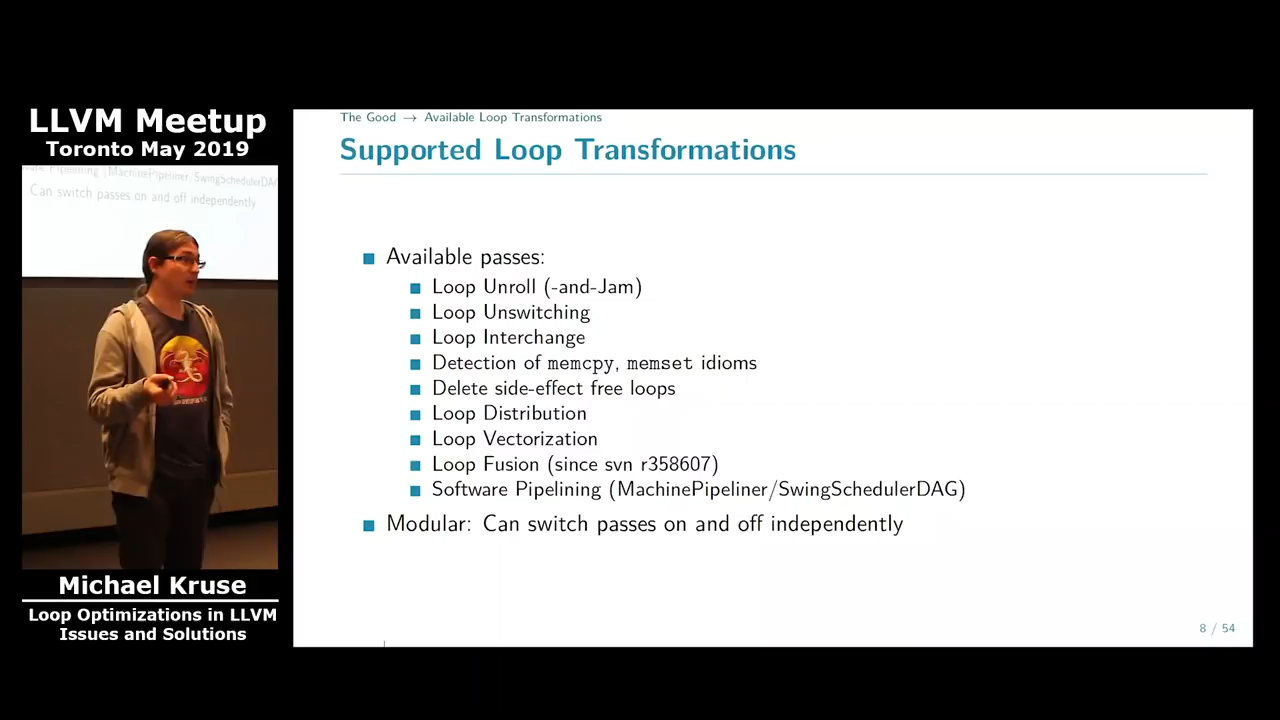 LLVM Meetup
Toronto May 2019
(MachinePipeliner, SwingSchedulerDAG
Can switch passes on and off independently
Michael Kruse
Loop Optimizations in LLVM
Issues and Solutions
The Good → Available Loop Transformations
Supported Loop Transformations
Available passes:
Loop Unroll (-and-Jam)
Loop Unswitching
Loop Interchange
Detection of memcpy, memset idioms
Delete side-effect free loops
Loop Distribution
Loop Vectorization
Loop Fusion (since svn r358607)
Software Pipelining (MachinePipeliner/SwingSchedulerDAG)
Modular: Can switch passes on and off independently
8 / 54